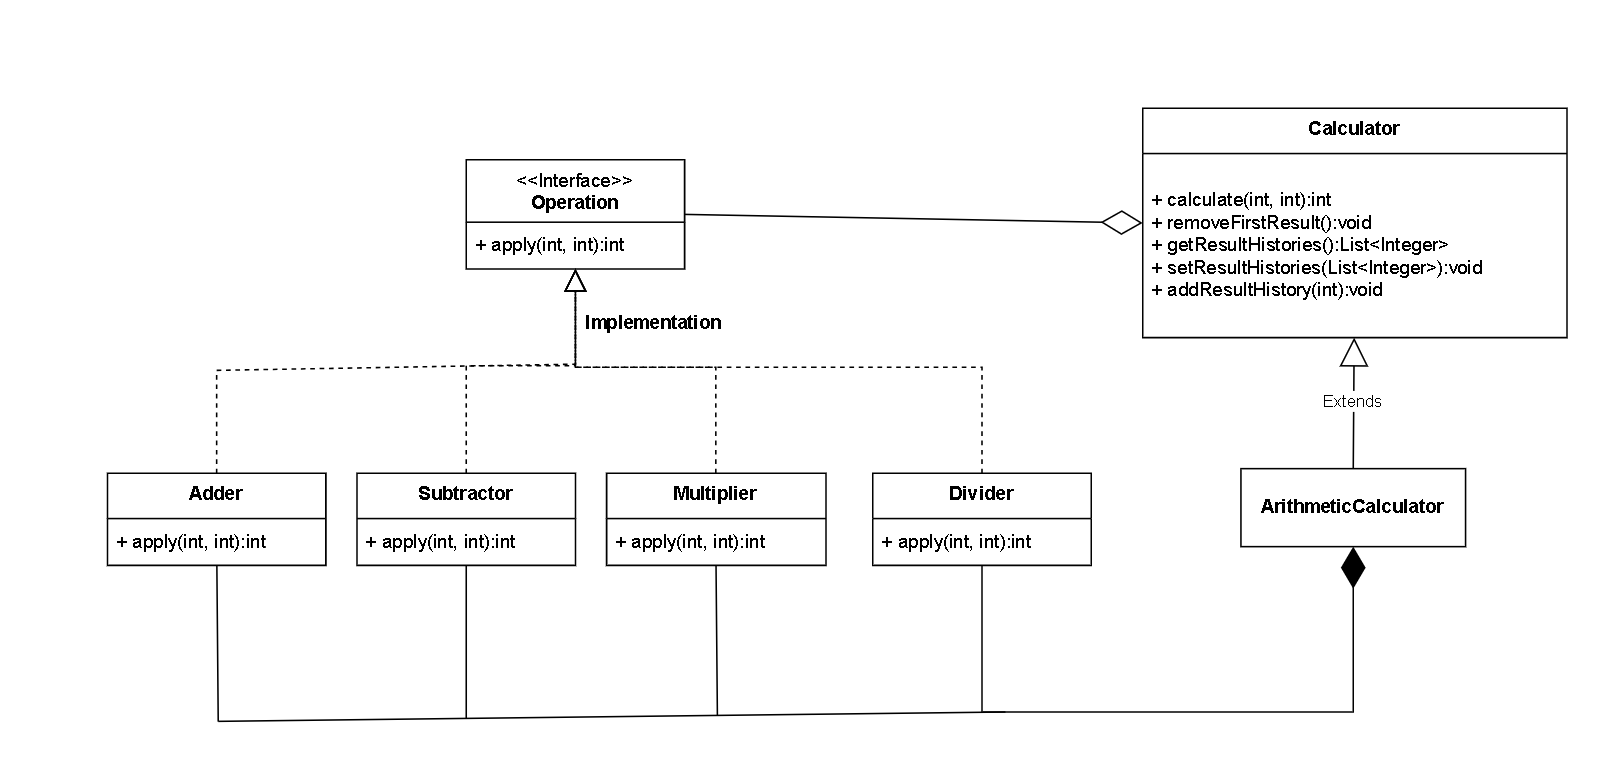 Calculator
+ calculate(int, int):int
+ removeFirstResult():void
+ getResultHistories():List<Integer>
+ setResultHistories(List<Integer>):void
+ addResultHistory(int):void
<<Interface>>
Operation
+ apply(int, int):int
Implementation
Extends
Adder
+ apply(int, int):int
Subtractor
+ apply(int, int):int
Multiplier
+ apply(int, int):int
Divider
+ apply(int, int):int
ArithmeticCalculator